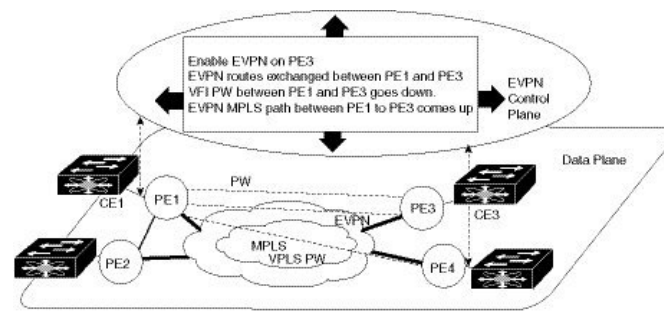 Enable EVPN on PE3
EVPN routes exchanged between PE1 and PE3
VFI PW between PE1 and PE3 goes down.
EVPN MPLS path between PE1 to PE3 comes up
EVPN
Control
Plane
Data Plane
PW
CE1
PE1
PE3
CE3
EVPN
MPLS
VPLS PW
PE2
PE4